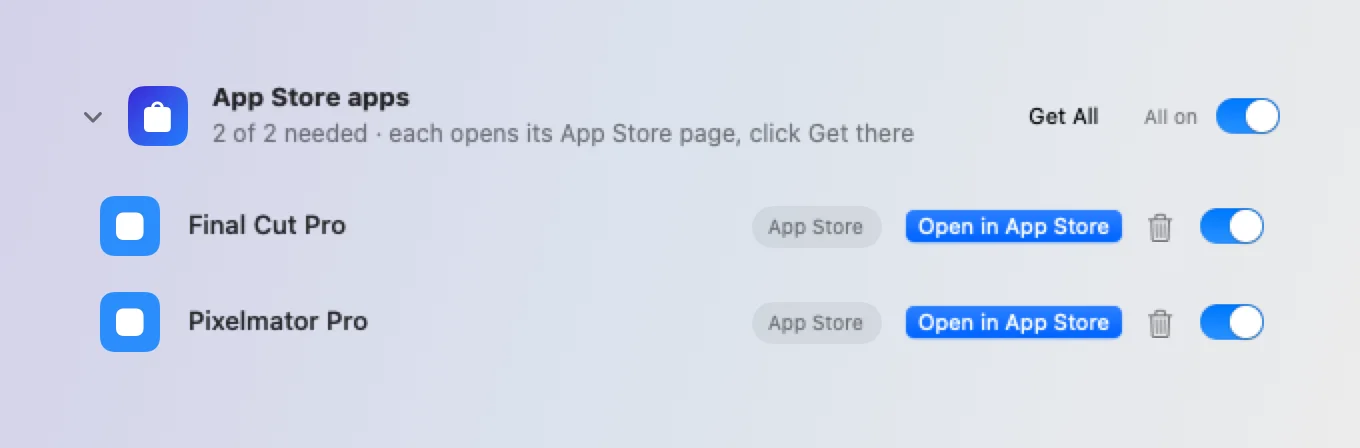 App Store apps
2 of 2 needed · each opens its App Store page, click Get there
Get All
All on
Final Cut Pro
App Store
Open in App Store
Pixelmator Pro
App Store
Open in App Store